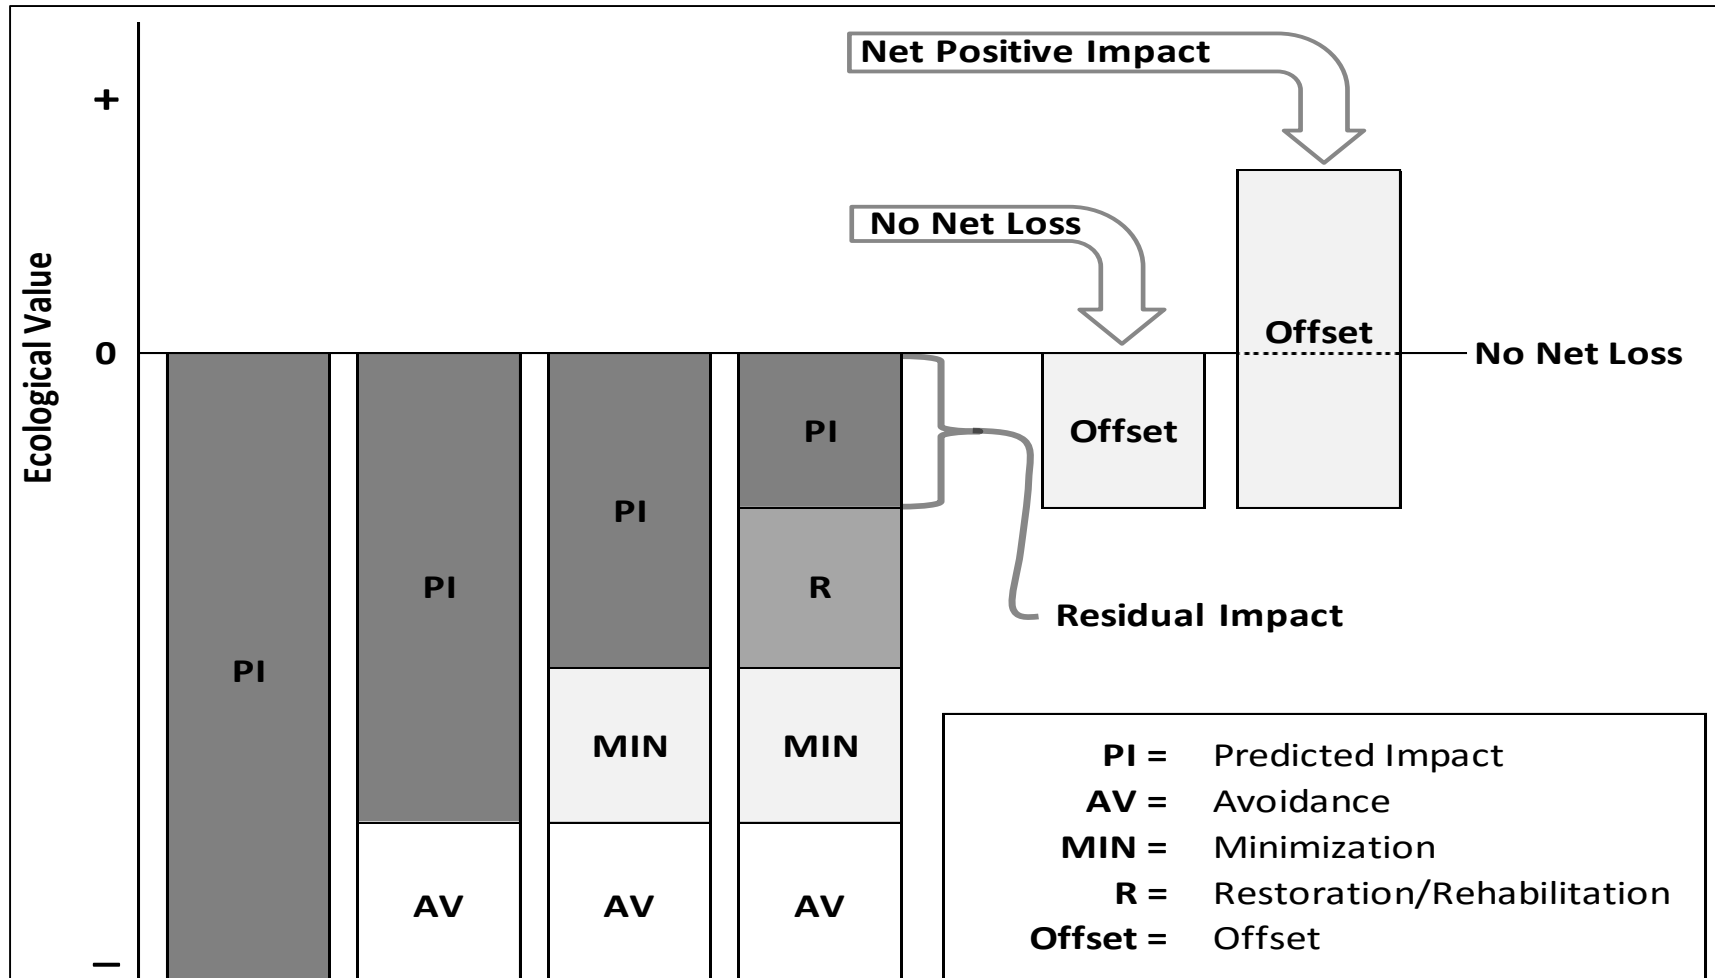 Net Positive Impact
+
No Net Loss
Ecological Value
Offset
0
No Net Loss
PI
Offset
PI
PI
R
Residual Impact
PI
MIN
MIN
PI = Predicted Impact
AV = Avoidance
MIN = Minimization
R = Restoration/Rehabilitation
AV
AV
AV
Offset = Offset
–